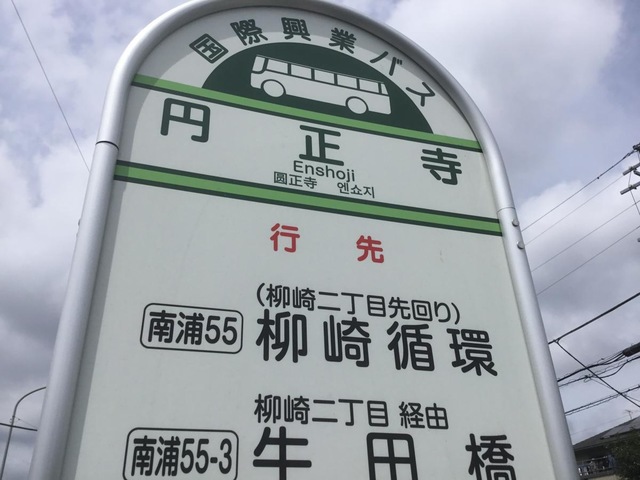 国際興業バス
円正寺
Enshoji
圆正寺 엔쇼지
行先
(柳崎二丁目先回り)
南浦55 柳崎循環
柳崎二丁目 経由
南浦55-3 牛田橋